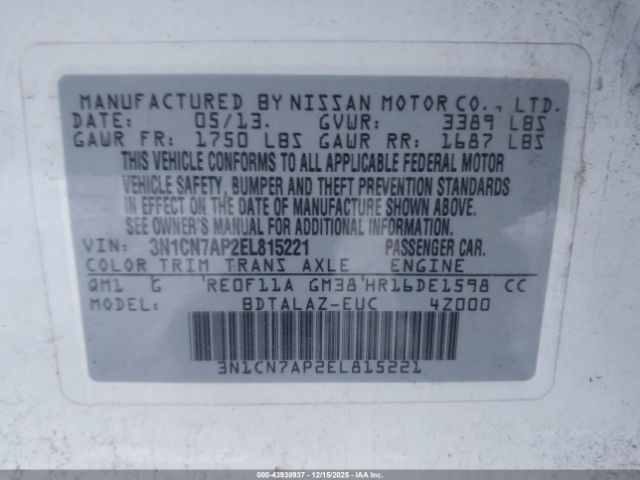 MANUFACTURED BY NISSAN MOTOR CO., LTD.
DATE: 05/13. GVWR: 3389 LBS
GAWR FR: 1750 LBS GAWR RR: 1687 LBS
THIS VEHICLE CONFORMS TO ALL APPLICABLE FEDERAL MOTOR
VEHICLE SAFETY, BUMPER AND THEFT PREVENTION STANDARDS
IN EFFECT ON THE DATE OF MANUFACTURE SHOWN ABOVE.
SEE OWNER'S MANUAL FOR ADDITIONAL INFORMATION.
VIN: 3N1CN7AP2EL815221 PASSENGER CAR.
COLOR TRIM TRANS AXLE ENGINE
QM1 G 'RE0F11A GM38'HR16DE1598 CC
MODEL: BDTALAZ-EUC 4Z000
3N1CN7AP2EL815221
000-43938937 - 12/15/2025 - IAAI.COM